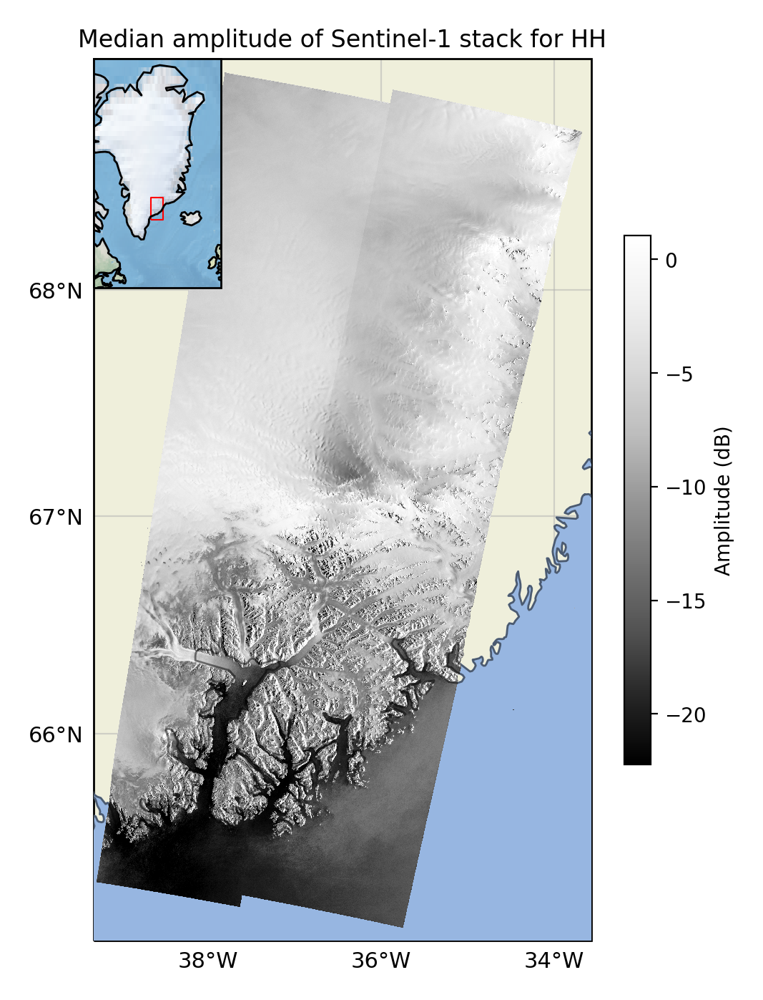 Median amplitude of Sentinel-1 stack for HH
68°N
67°N
66°N
38°W
36°W
34°W
0
−5
−10
−15
−20
Amplitude (dB)